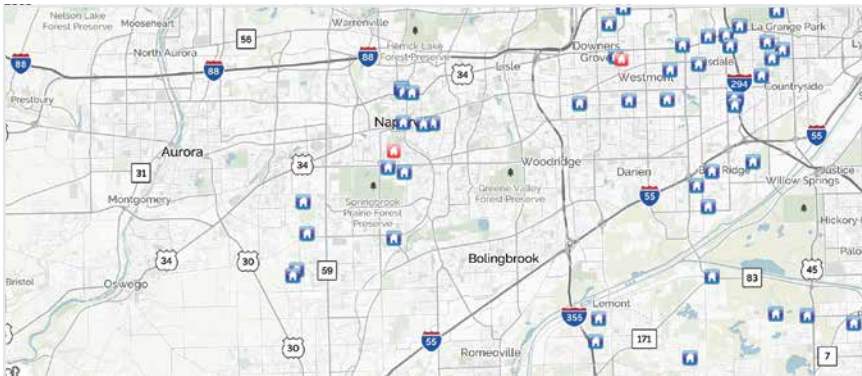 Nelson Lake
Forest Preserve
Mooseheart
Warrenville
56
Herrick Lake
Forest Preserve
La Grange Park
North Aurora
88
88
88
34
Lisle
Downers
Grove
Westmont
294
Countryside
Prestbury
Aurora
34
31
Woodridge
Darien
55
55
Ridge
Justice
Willow Springs
Montgomery
Springbrook
Prairie Forest
Preserve
Greene Valley
Forest Preserve
Hickory
34
30
59
Bolingbrook
83
45
Palo
Bristol
Oswego
Lemont
355
30
55
Romeoville
171
7